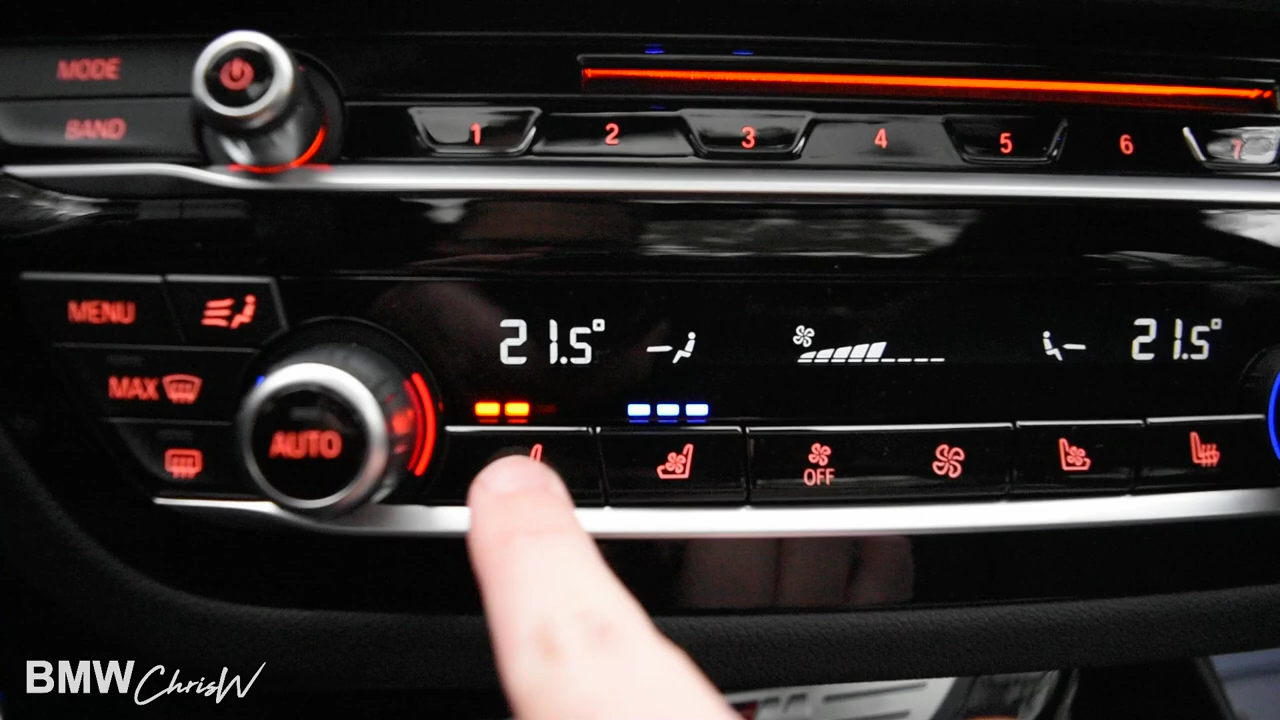 MODE
BAND
1 2 3 4 5 6 7
MENU
MAX
AUTO
21.5°
21.5°
OFF
BMW ChrisW